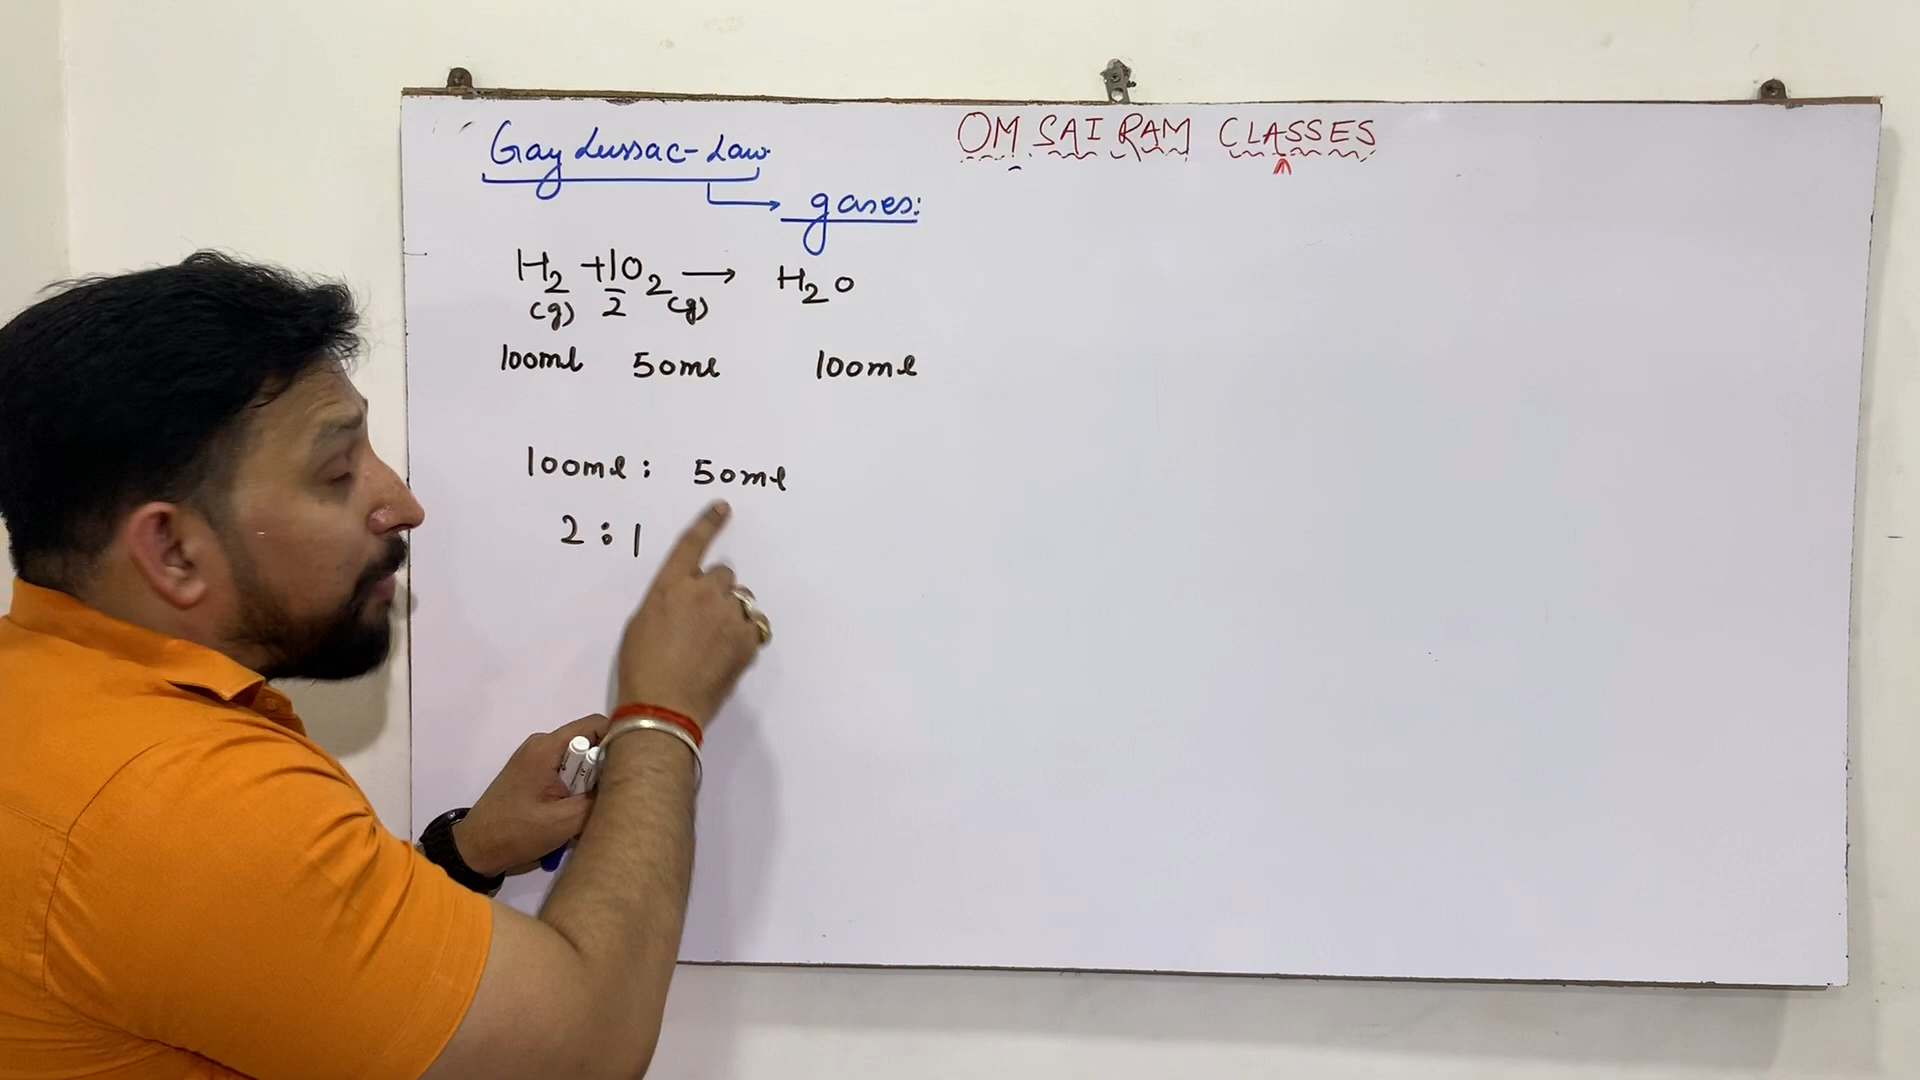 Gay Lussac-Law
OM SAI RAM CLASSES
gases:
H₂ + 1/2 O₂ → H₂O
(g) (g)
100ml 50ml 100ml
100ml : 50ml
2 : 1